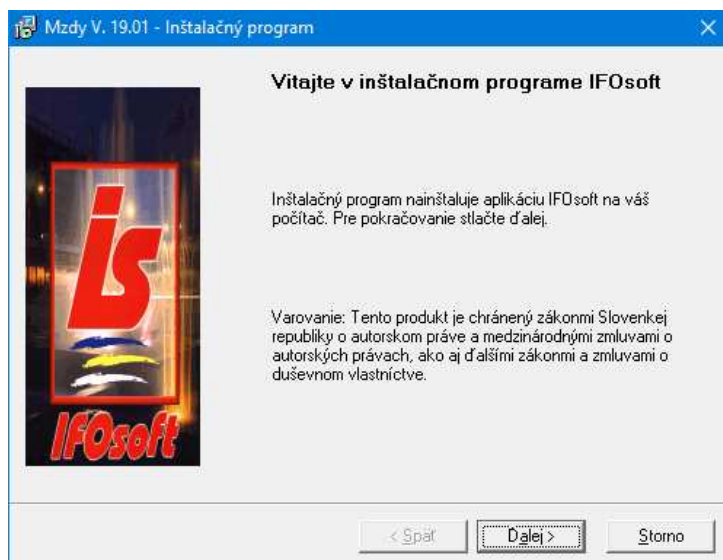 Mzdy V. 19.01 - Inštalačný program
Vitajte v inštalačnom programe IFOsoft
Inštalačný program nainštaluje aplikáciu IFOsoft na váš
počítač. Pre pokračovanie stlačte ďalej.
Varovanie: Tento produkt je chránený zákonmi Slovenkej
republiky o autorskom práve a medzinárodnými zmluvami o
autorských právach, ako aj ďalšími zákonmi a zmluvami o
duševnom vlastníctve.
is
IFOsoft
< Späť
Ďalej >
Storno